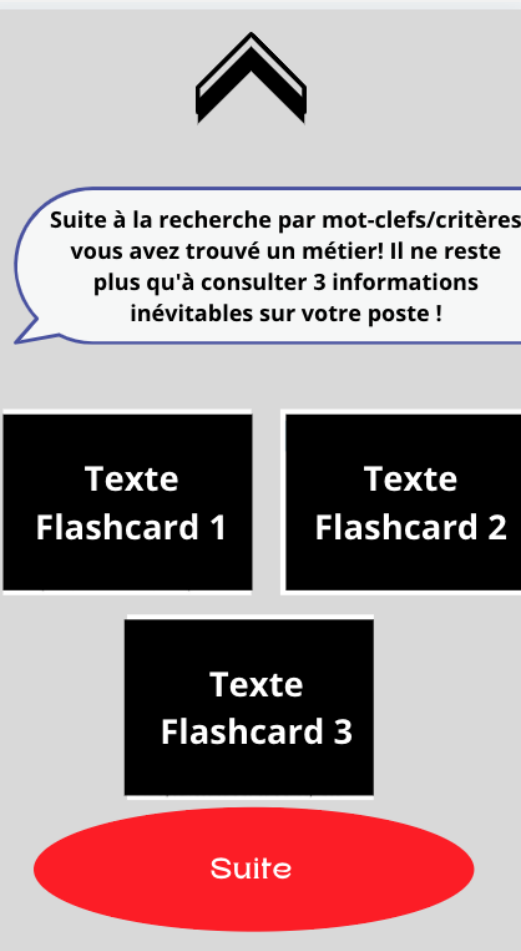 Suite à la recherche par mot-clefs/critères
vous avez trouvé un métier! Il ne reste
plus qu'à consulter 3 informations
inévitables sur votre poste !
Texte
Flashcard 1
Texte
Flashcard 2
Texte
Flashcard 3
Suite